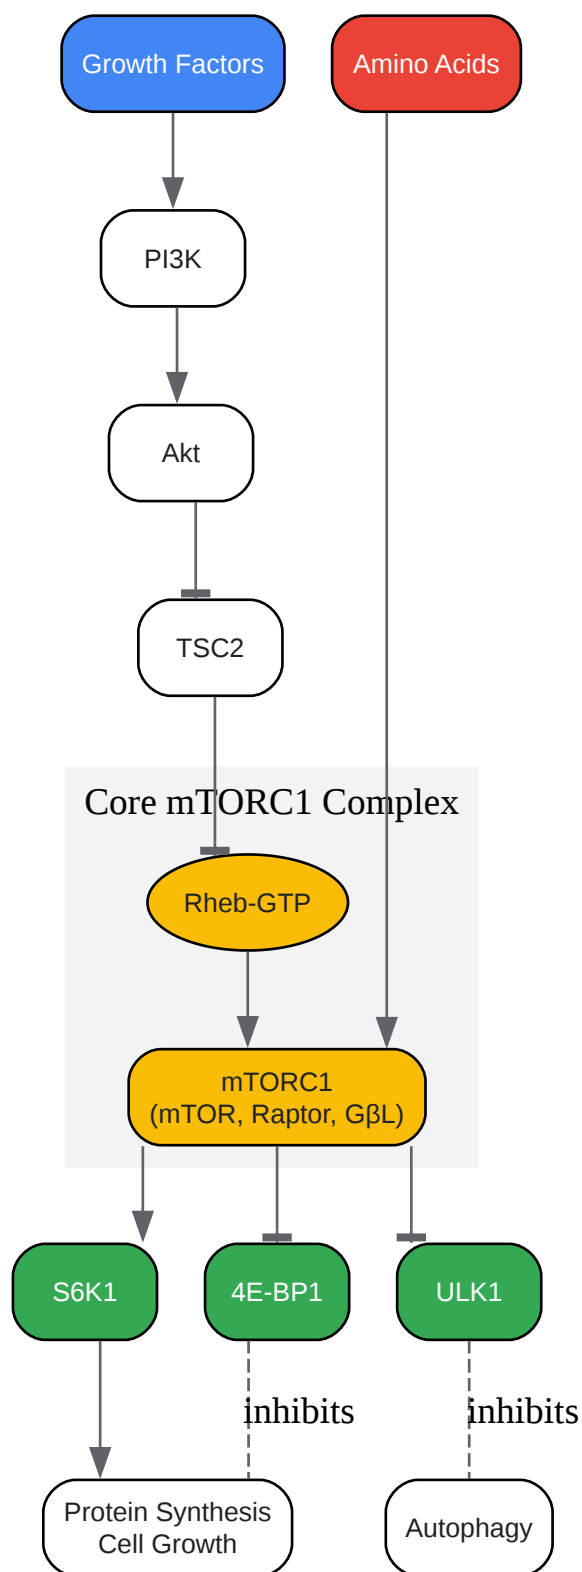 Growth Factors
Amino Acids
PI3K
Akt
TSC2
Core mTORC1 Complex
Rheb-GTP
mTORC1
(mTOR, Raptor, GβL)
S6K1
4E-BP1
ULK1
inhibits
inhibits
Protein Synthesis
Cell Growth
Autophagy